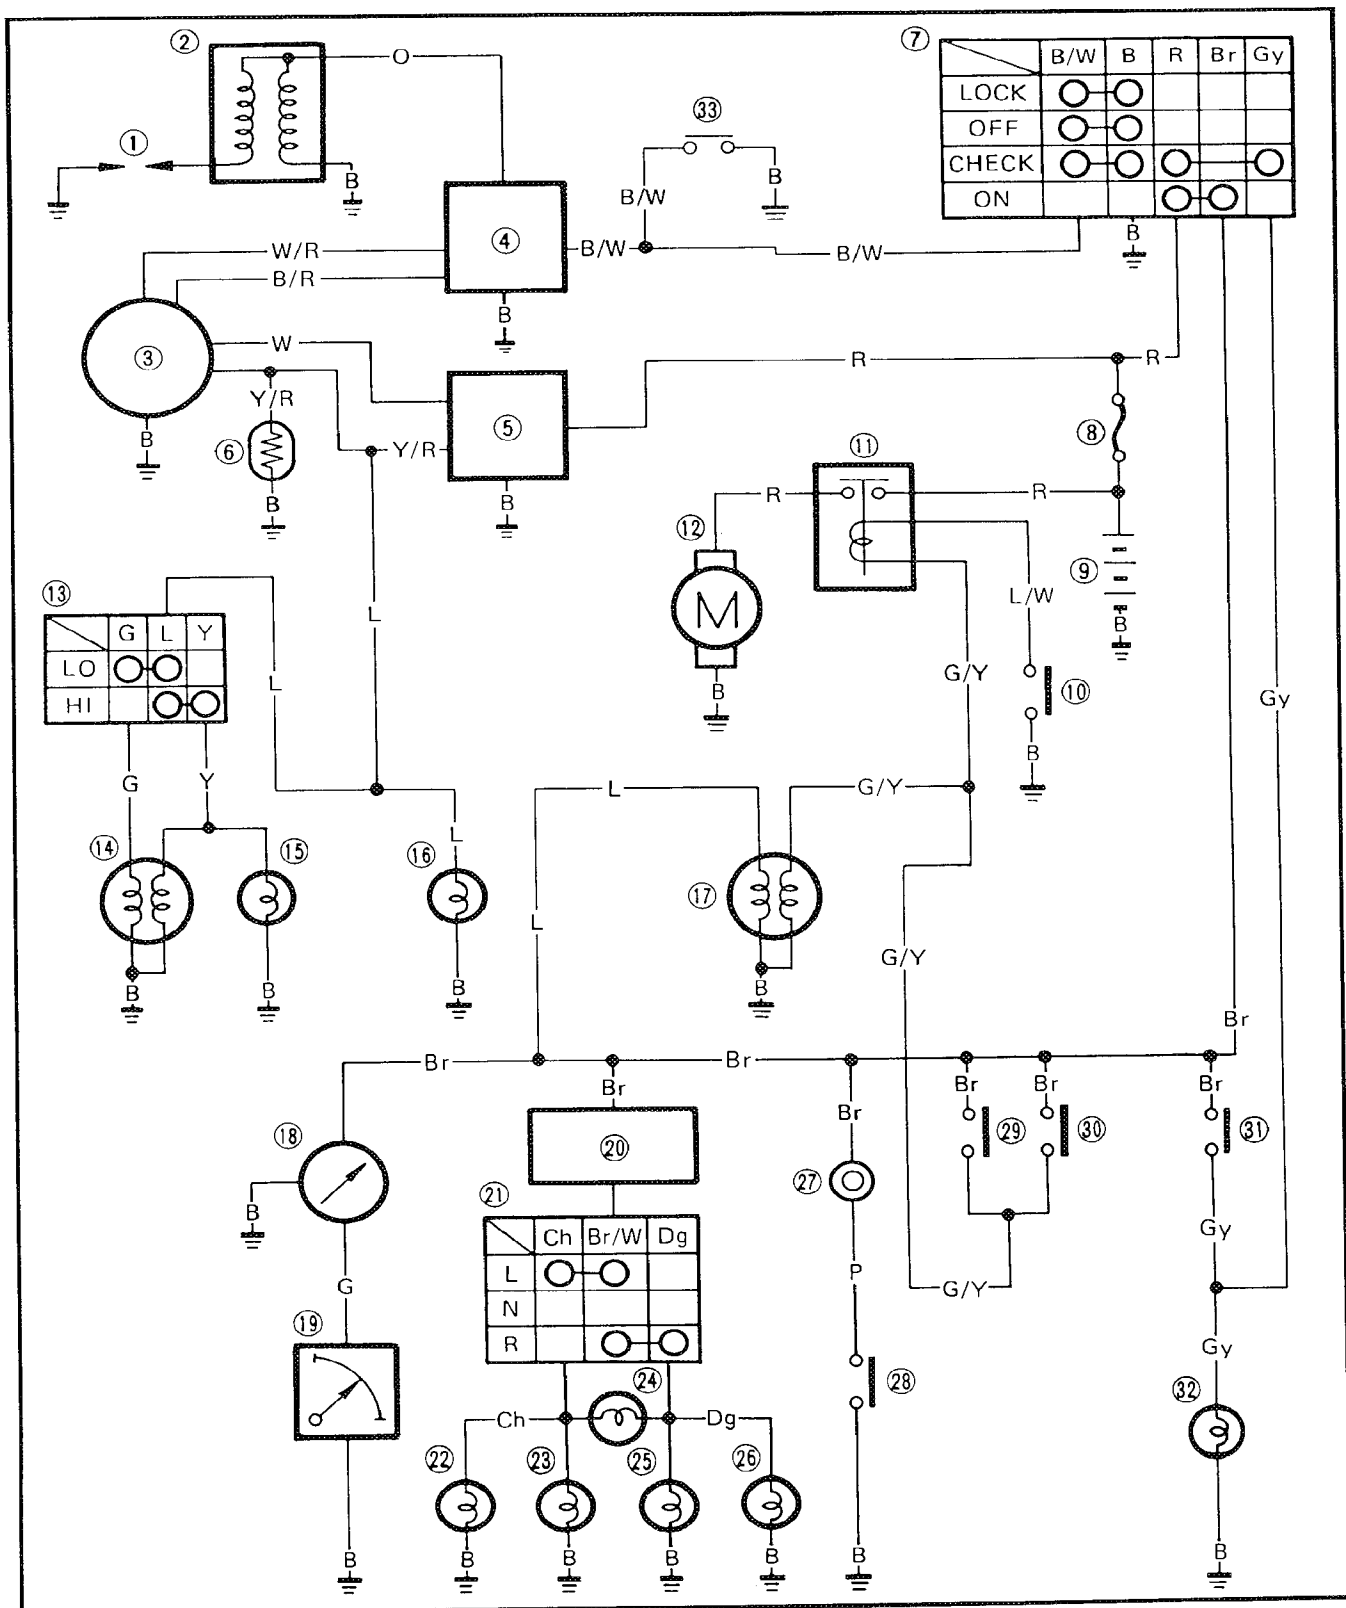 ② O ⑦ B/W B R Br Gy
LOCK
OFF
CHECK
ON
① ㉝
B B/W B
W/R ④ B/W B/W B
B/R
③ B
W R R
Y/R ⑤ ⑧
B ⑥ Y/R ⑪
B B R R
⑫ ⑨
M L/W B
⑬ G L Y
LO
HI
L L B G/Y ⑩ Gy
B
G Y L G/Y
⑭ ⑮ L ⑯ ⑰
L G/Y
B B B B
Br
Br Br
Br Br Br Br Br
⑱ ⑳ ㉙ ㉚ ㉛
㉗
B ㉑ Ch Br/W Dg
L
N
R
G P G/Y Gy
⑲ Gy
㉔ ㉘ ㉜
Ch Dg
㉒ ㉓ ㉕ ㉖
B B B B B B B